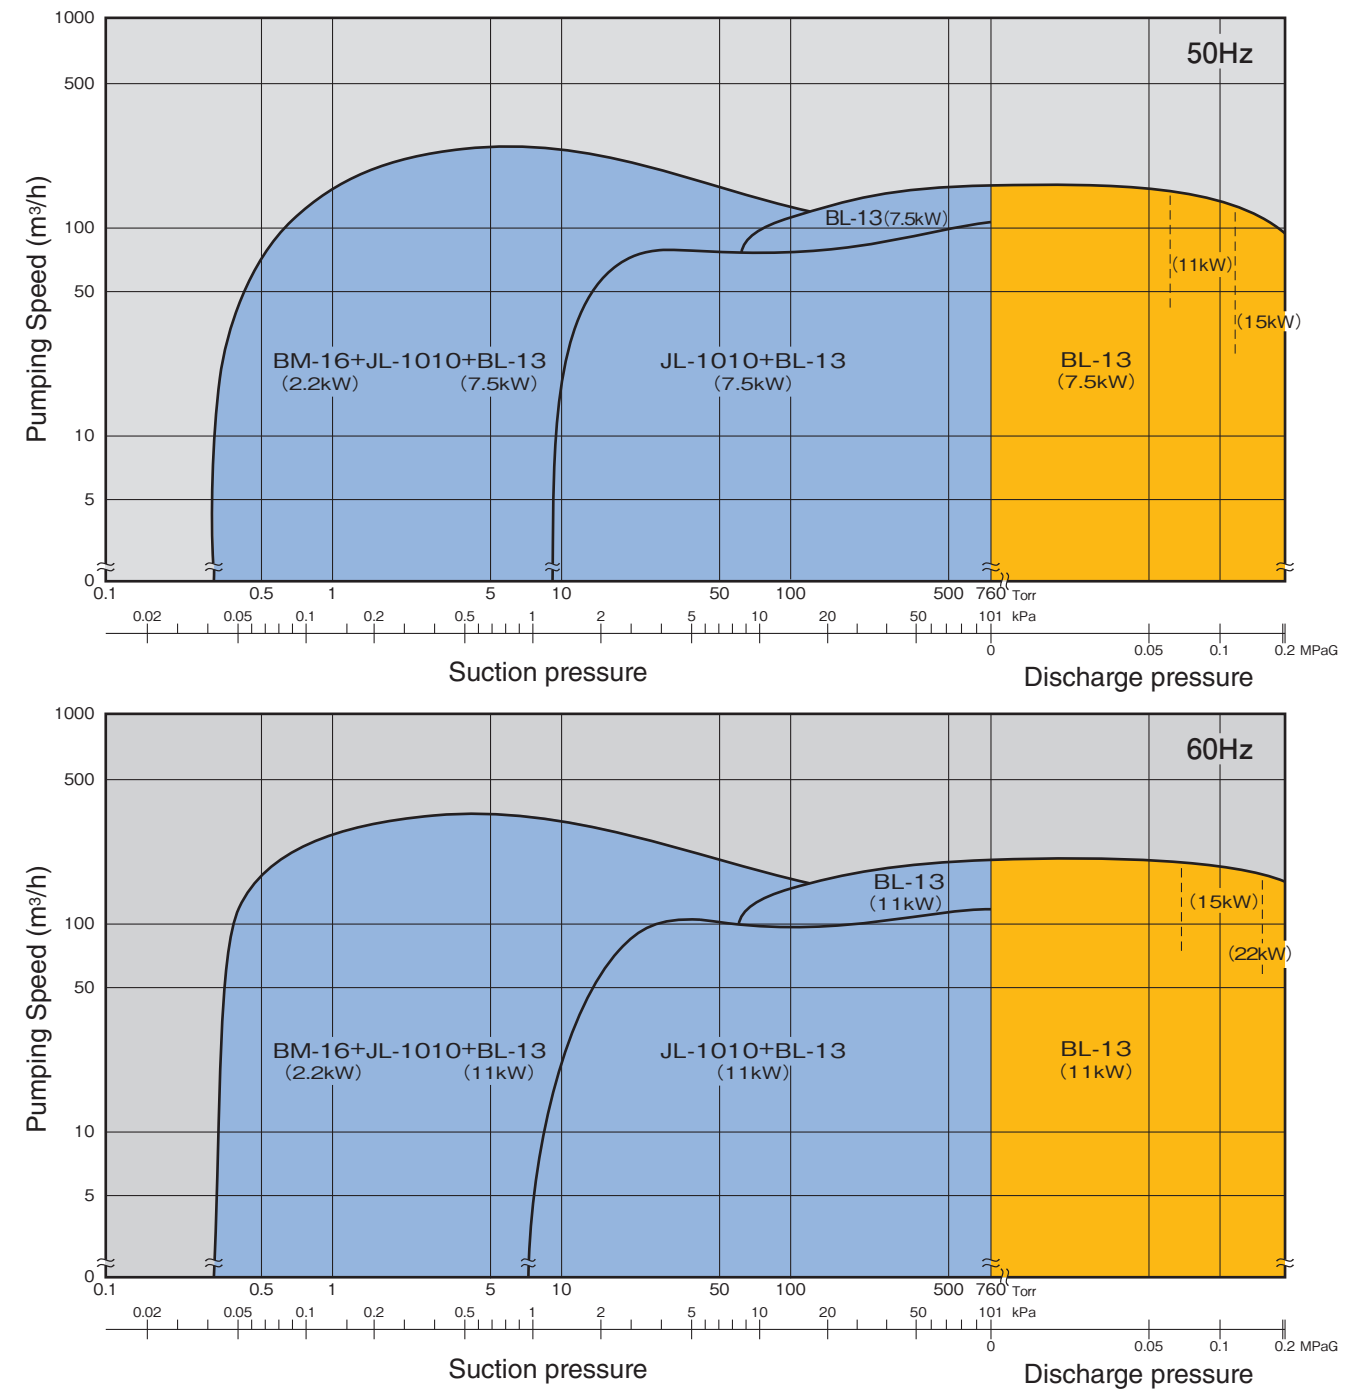 1000
50Hz
500
100
BL-13(7.5kW)
(11kW)
50
(15kW)
BM-16+JL-1010+BL-13
(2.2kW) (7.5kW)
JL-1010+BL-13
(7.5kW)
BL-13
(7.5kW)
10
5
0
Pumping Speed (m³/h)
0.1 0.5 1 5 10 50 100 500 760 Torr
0.02 0.05 0.1 0.2 0.5 1 2 5 10 20 50 101 kPa
0 0.05 0.1 0.2 MPaG
Suction pressure
Discharge pressure
1000
60Hz
500
BL-13
(11kW)
(15kW)
100
(22kW)
50
BM-16+JL-1010+BL-13
(2.2kW) (11kW)
JL-1010+BL-13
(11kW)
BL-13
(11kW)
10
5
0
Pumping Speed (m³/h)
0.1 0.5 1 5 10 50 100 500 760 Torr
0.02 0.05 0.1 0.2 0.5 1 2 5 10 20 50 101 kPa
0 0.05 0.1 0.2 MPaG
Suction pressure
Discharge pressure